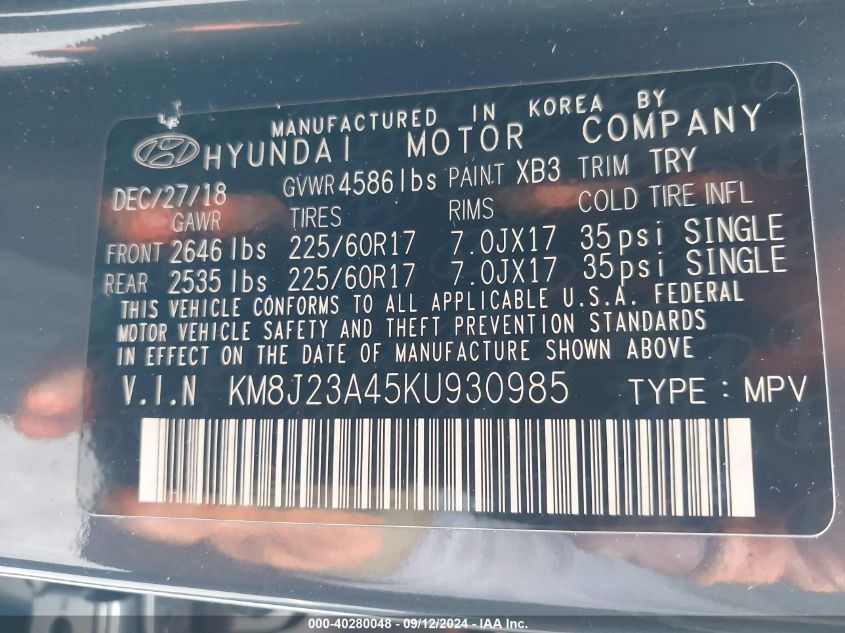 MANUFACTURED IN KOREA BY
HYUNDAI MOTOR COMPANY
DEC/27/18 GVWR 4586 lbs PAINT XB3 TRIM TRY
GAWR TIRES RIMS COLD TIRE INFL
FRONT 2646 lbs 225/60R17 7.0JX17 35psi SINGLE
REAR 2535 lbs 225/60R17 7.0JX17 35psi SINGLE
THIS VEHICLE CONFORMS TO ALL APPLICABLE U.S.A. FEDERAL
MOTOR VEHICLE SAFETY AND THEFT PREVENTION STANDARDS
IN EFFECT ON THE DATE OF MANUFACTURE SHOWN ABOVE
V.I.N KM8J23A45KU930985 TYPE : MPV
000-40280048 - 09/12/2024 - IAA Inc.